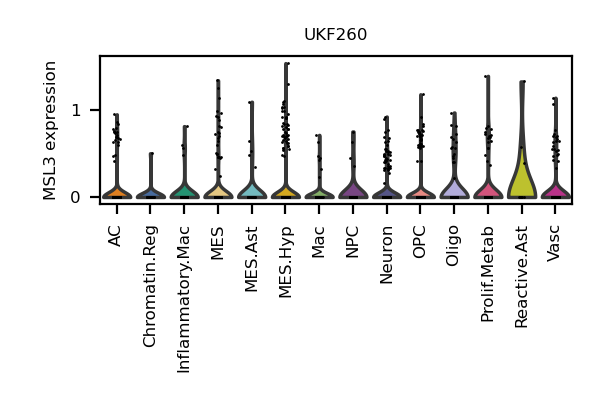 UKF260
MSL3 expression
1
0
AC
Chromatin.Reg
Inflammatory.Mac
MES
MES.Ast
MES.Hyp
Mac
NPC
Neuron
OPC
Oligo
Prolif.Metab
Reactive.Ast
Vasc